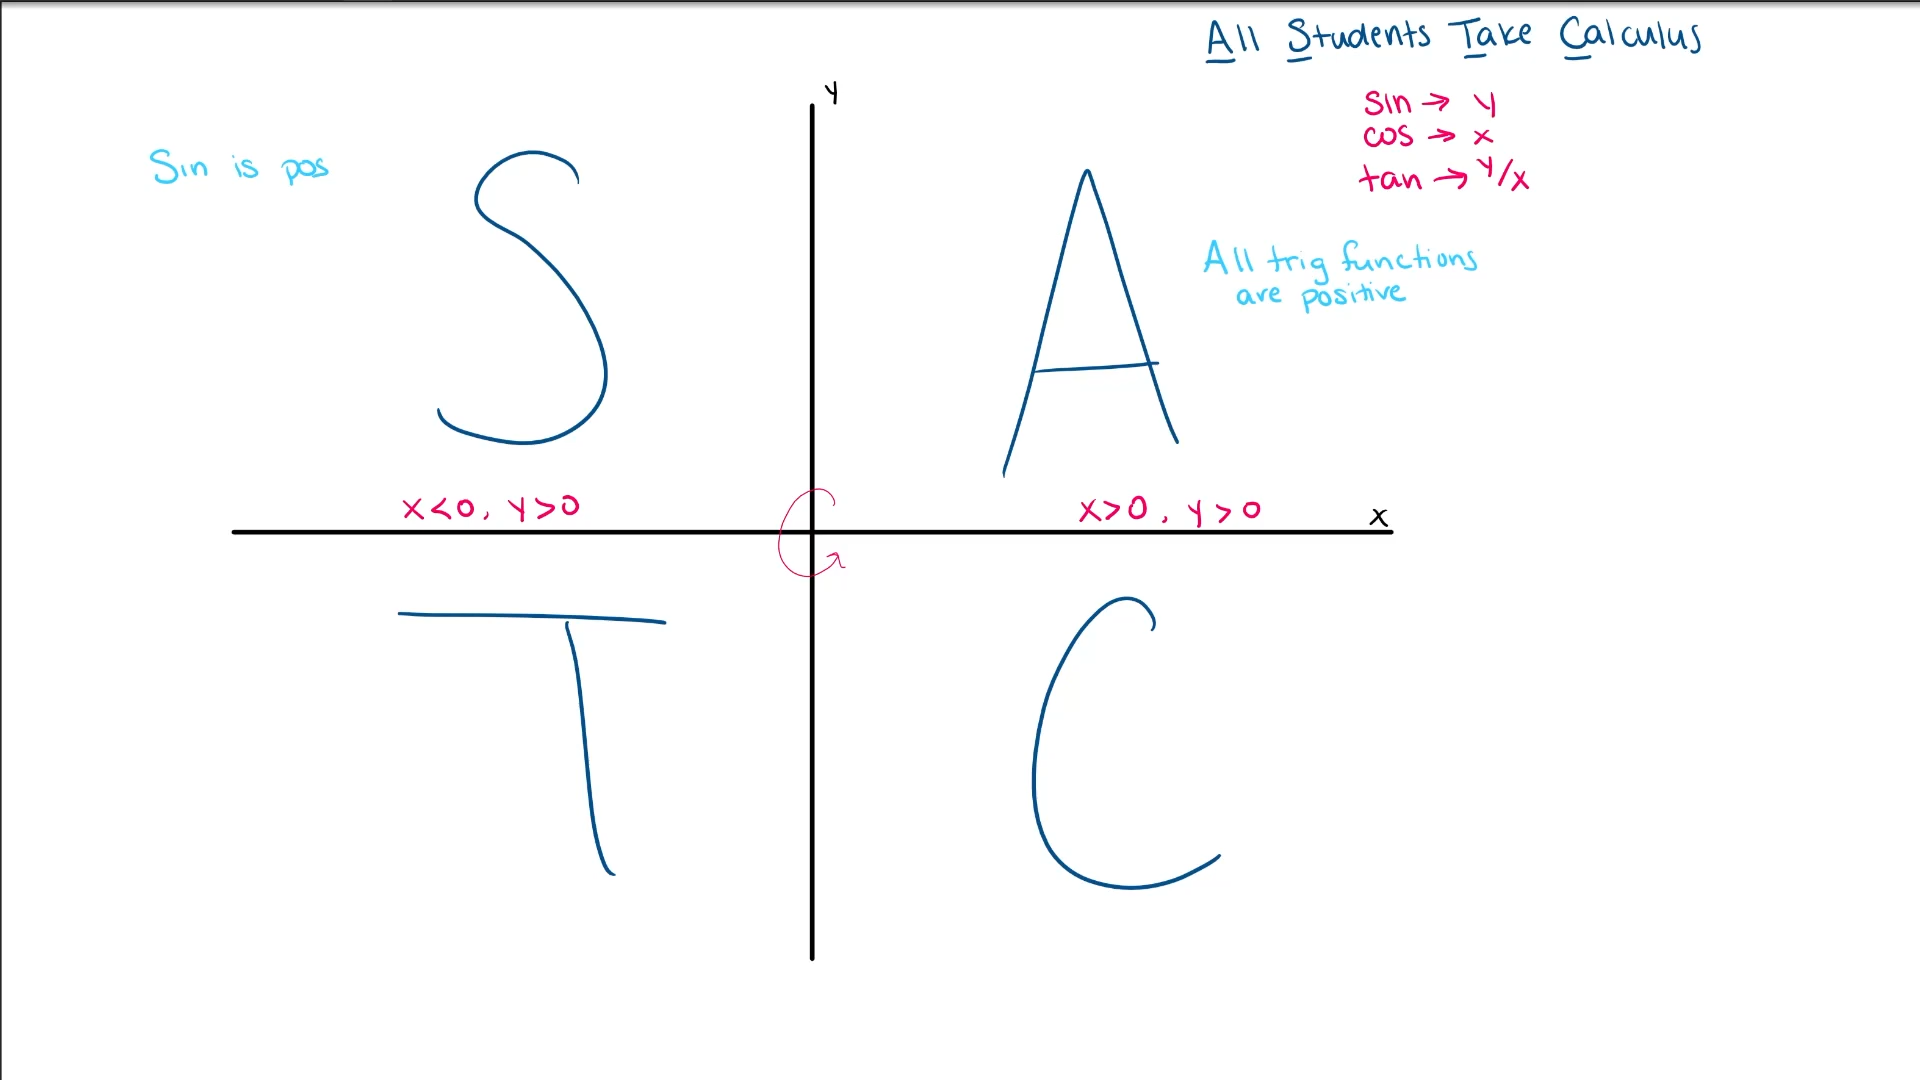 All Students Take Calculus
y
sin → y
cos → x
tan → y/x
Sin is pos
S
A
All trig functions
are positive
x<0, y>0
x>0, y>0
x
T
C